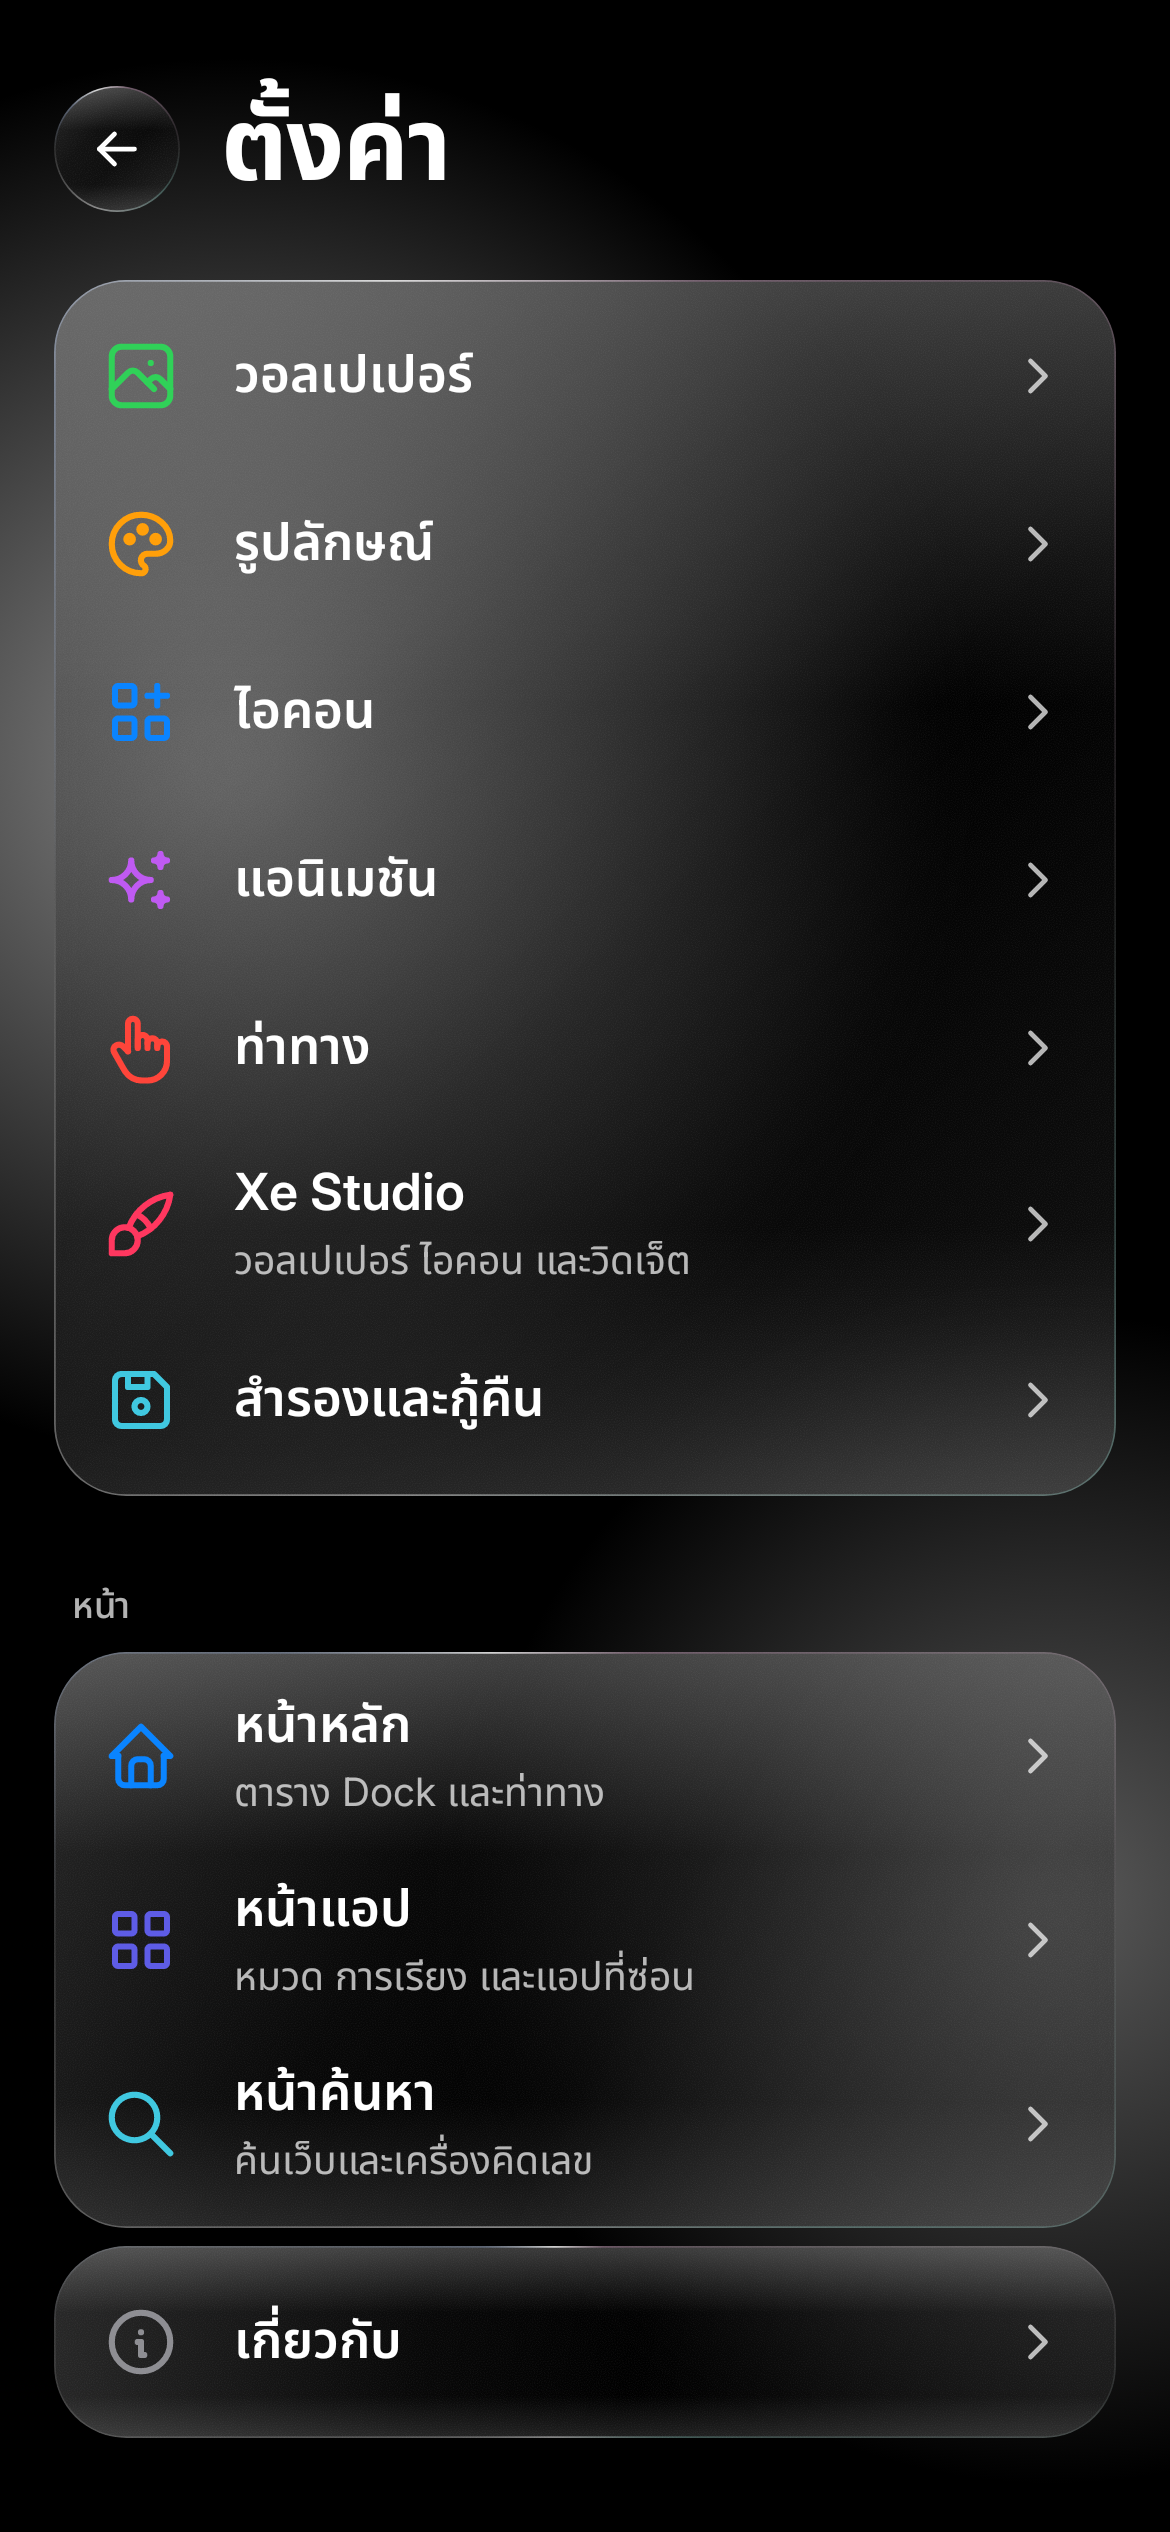 ตั้งค่า
วอลเปเปอร์
รูปลักษณ์
ไอคอน
แอนิเมชัน
ท่าทาง
Xe Studio
วอลเปเปอร์ ไอคอน และวิดเจ็ต
สำรองและกู้คืน
หน้า
หน้าหลัก
ตาราง Dock และท่าทาง
หน้าแอป
หมวด การเรียง และแอปที่ซ่อน
หน้าค้นหา
ค้นเว็บและเครื่องคิดเลข
เกี่ยวกับ